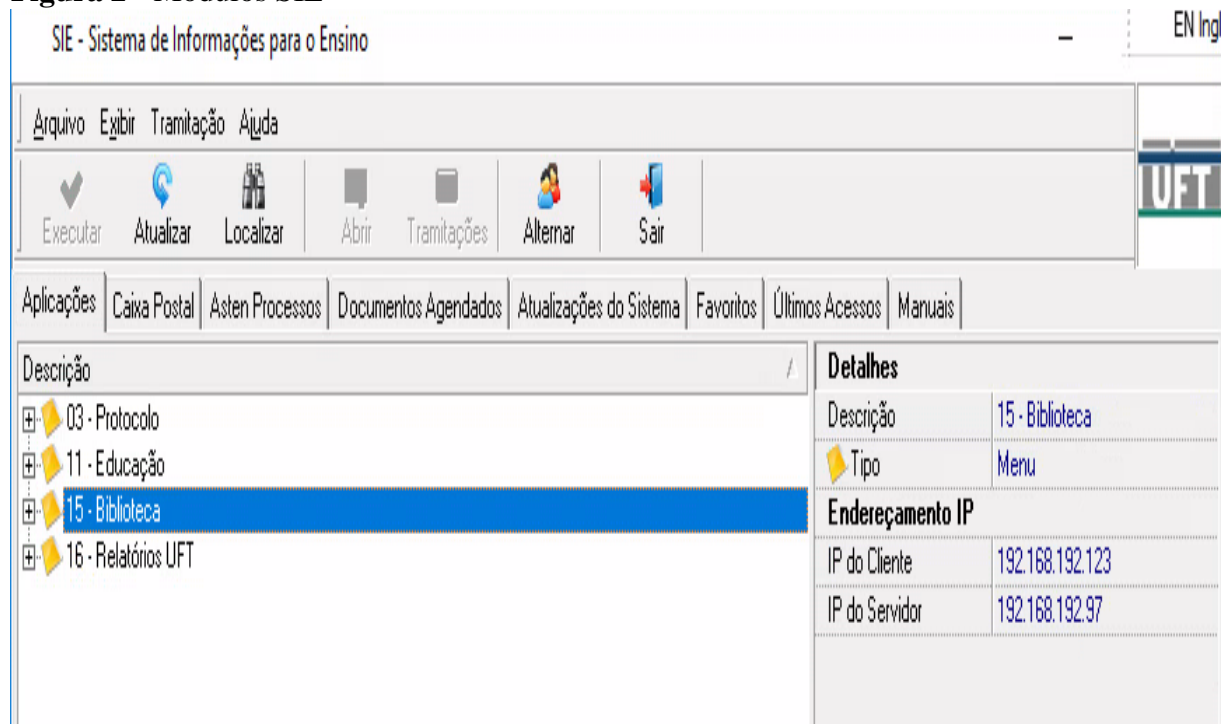 SIE - Sistema de Informações para o Ensino
EN Ingl
Arquivo Exibir Tramitação Ajuda
UFT
Executar Atualizar Localizar Abrir Tramitações Alternar Sair
Aplicações Caixa Postal Asten Processos Documentos Agendados Atualizações do Sistema Favoritos Últimos Acessos Manuais
Descrição
03 - Protocolo
11 - Educação
15 - Biblioteca
16 - Relatórios UFT
Detalhes
Descrição 15 - Biblioteca
Tipo Menu
Endereçamento IP
IP do Cliente 192.168.192.123
IP do Servidor 192.168.192.97